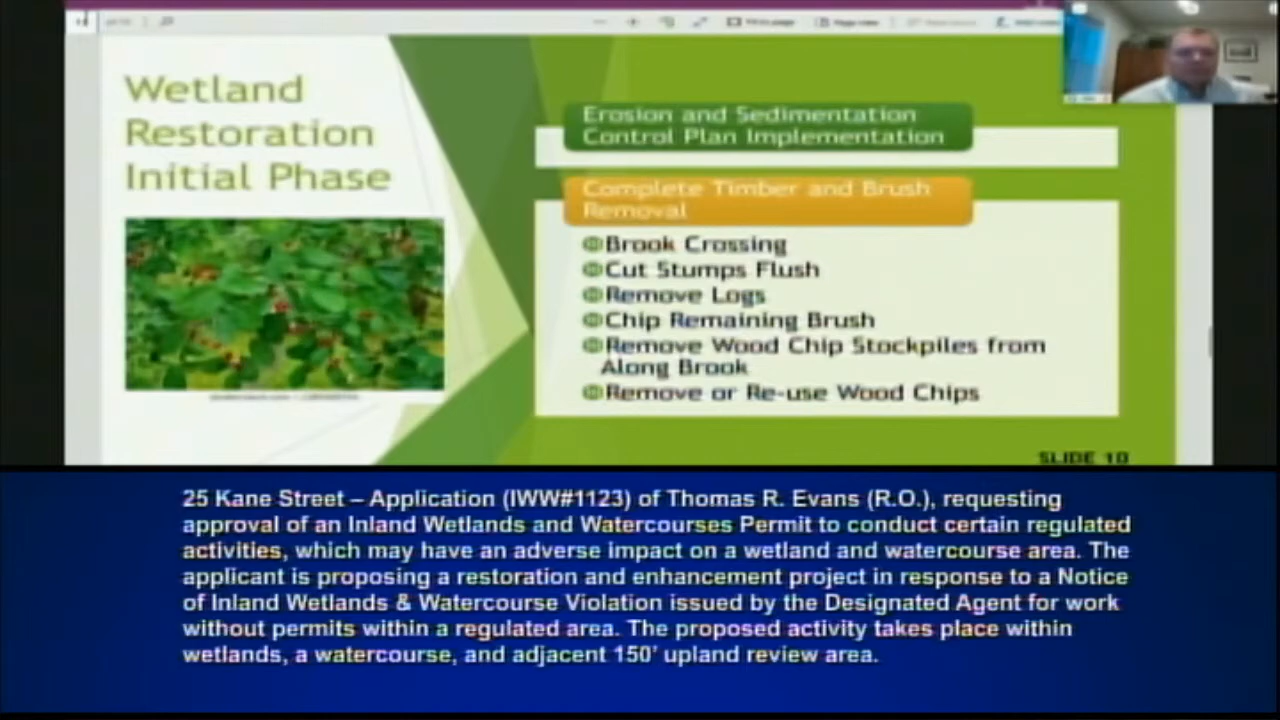 Wetland
Restoration
Initial Phase
Erosion and Sedimentation
Control Plan Implementation
Complete Timber and Brush
Removal
Brook Crossing
Cut Stumps Flush
Remove Logs
Chip Remaining Brush
Remove Wood Chip Stockpiles from
Along Brook
Remove or Re-use Wood Chips
SLIDE 10
25 Kane Street – Application (IWW#1123) of Thomas R. Evans (R.O.), requesting
approval of an Inland Wetlands and Watercourses Permit to conduct certain regulated
activities, which may have an adverse impact on a wetland and watercourse area. The
applicant is proposing a restoration and enhancement project in response to a Notice
of Inland Wetlands & Watercourse Violation issued by the Designated Agent for work
without permits within a regulated area. The proposed activity takes place within
wetlands, a watercourse, and adjacent 150' upland review area.